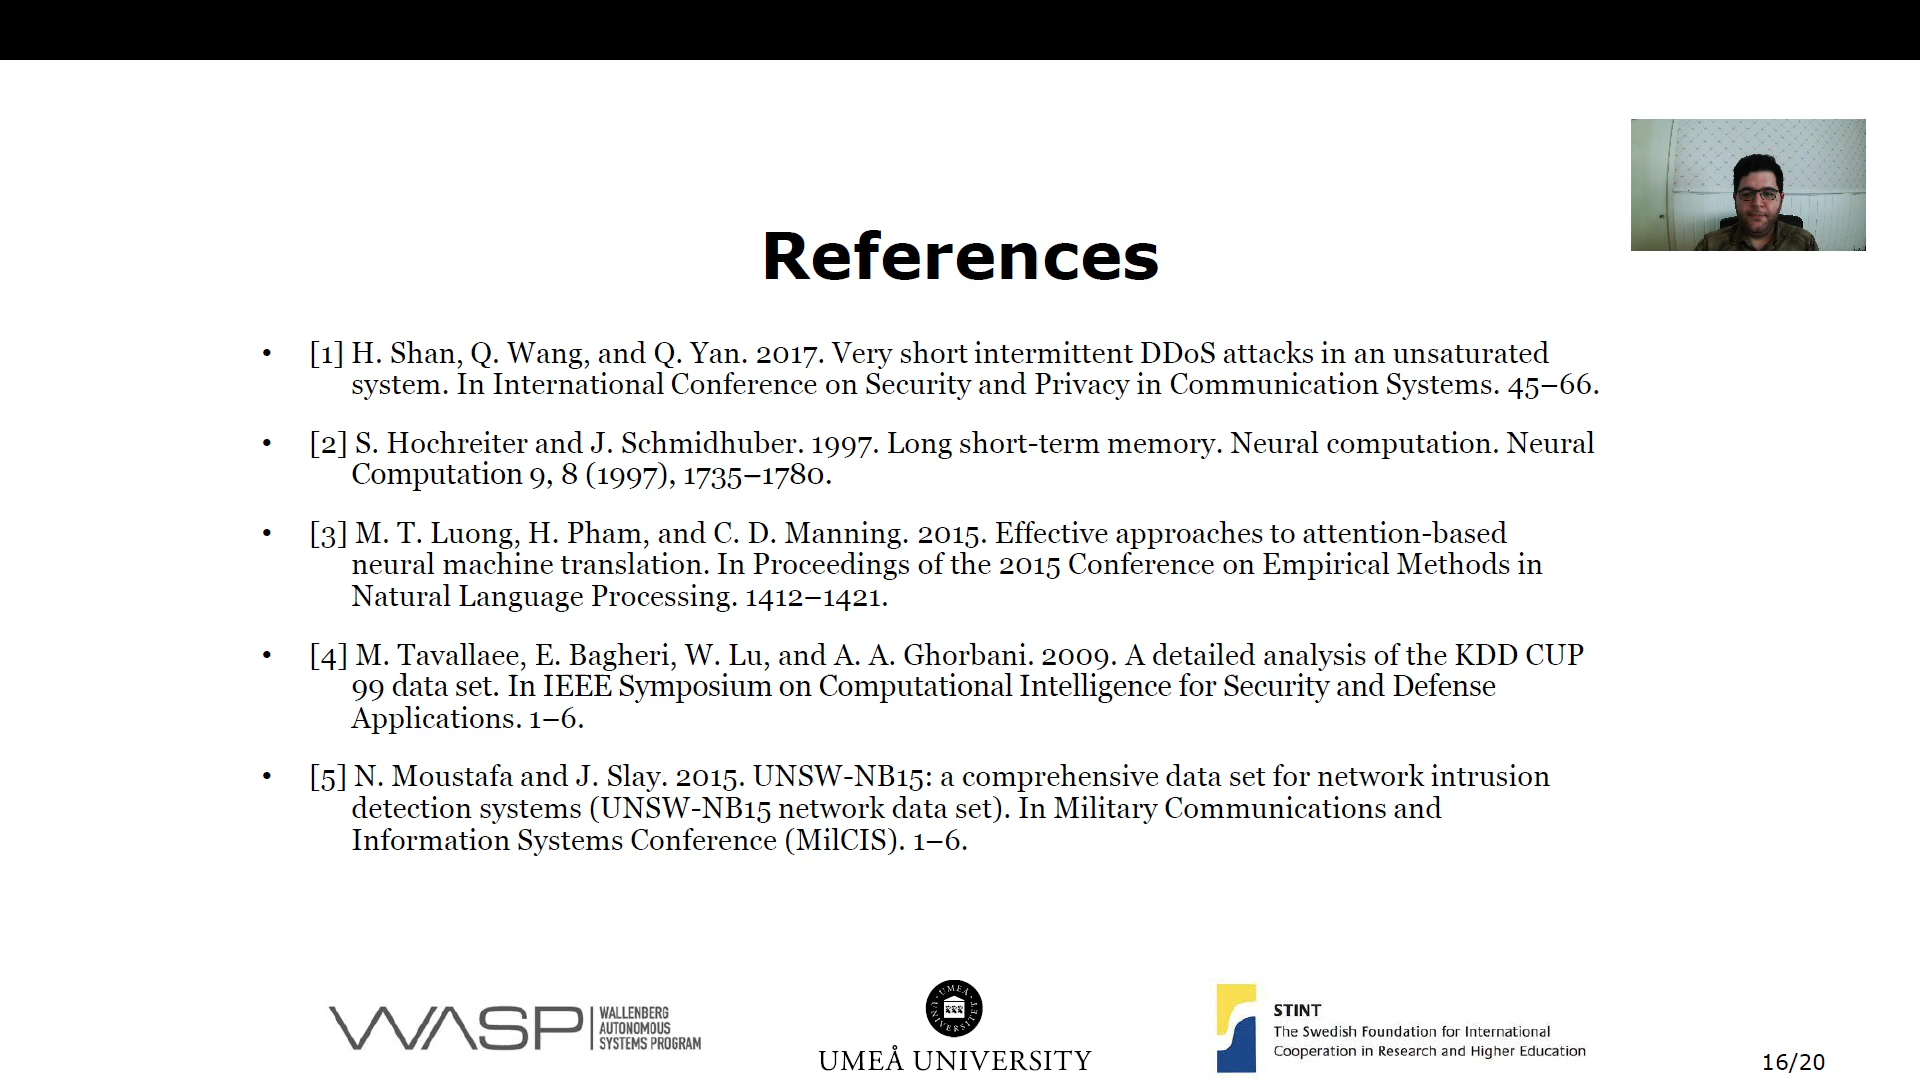 References
• [1] H. Shan, Q. Wang, and Q. Yan. 2017. Very short intermittent DDoS attacks in an unsaturated
system. In International Conference on Security and Privacy in Communication Systems. 45–66.
• [2] S. Hochreiter and J. Schmidhuber. 1997. Long short-term memory. Neural computation. Neural
Computation 9, 8 (1997), 1735–1780.
• [3] M. T. Luong, H. Pham, and C. D. Manning. 2015. Effective approaches to attention-based
neural machine translation. In Proceedings of the 2015 Conference on Empirical Methods in
Natural Language Processing. 1412–1421.
• [4] M. Tavallaee, E. Bagheri, W. Lu, and A. A. Ghorbani. 2009. A detailed analysis of the KDD CUP
99 data set. In IEEE Symposium on Computational Intelligence for Security and Defense
Applications. 1–6.
• [5] N. Moustafa and J. Slay. 2015. UNSW-NB15: a comprehensive data set for network intrusion
detection systems (UNSW-NB15 network data set). In Military Communications and
Information Systems Conference (MilCIS). 1–6.
WASP
WALLENBERG
AUTONOMOUS
SYSTEMS PROGRAM
UMEÅ UNIVERSITET
UMEÅ UNIVERSITY
STINT
The Swedish Foundation for International
Cooperation in Research and Higher Education
16/20